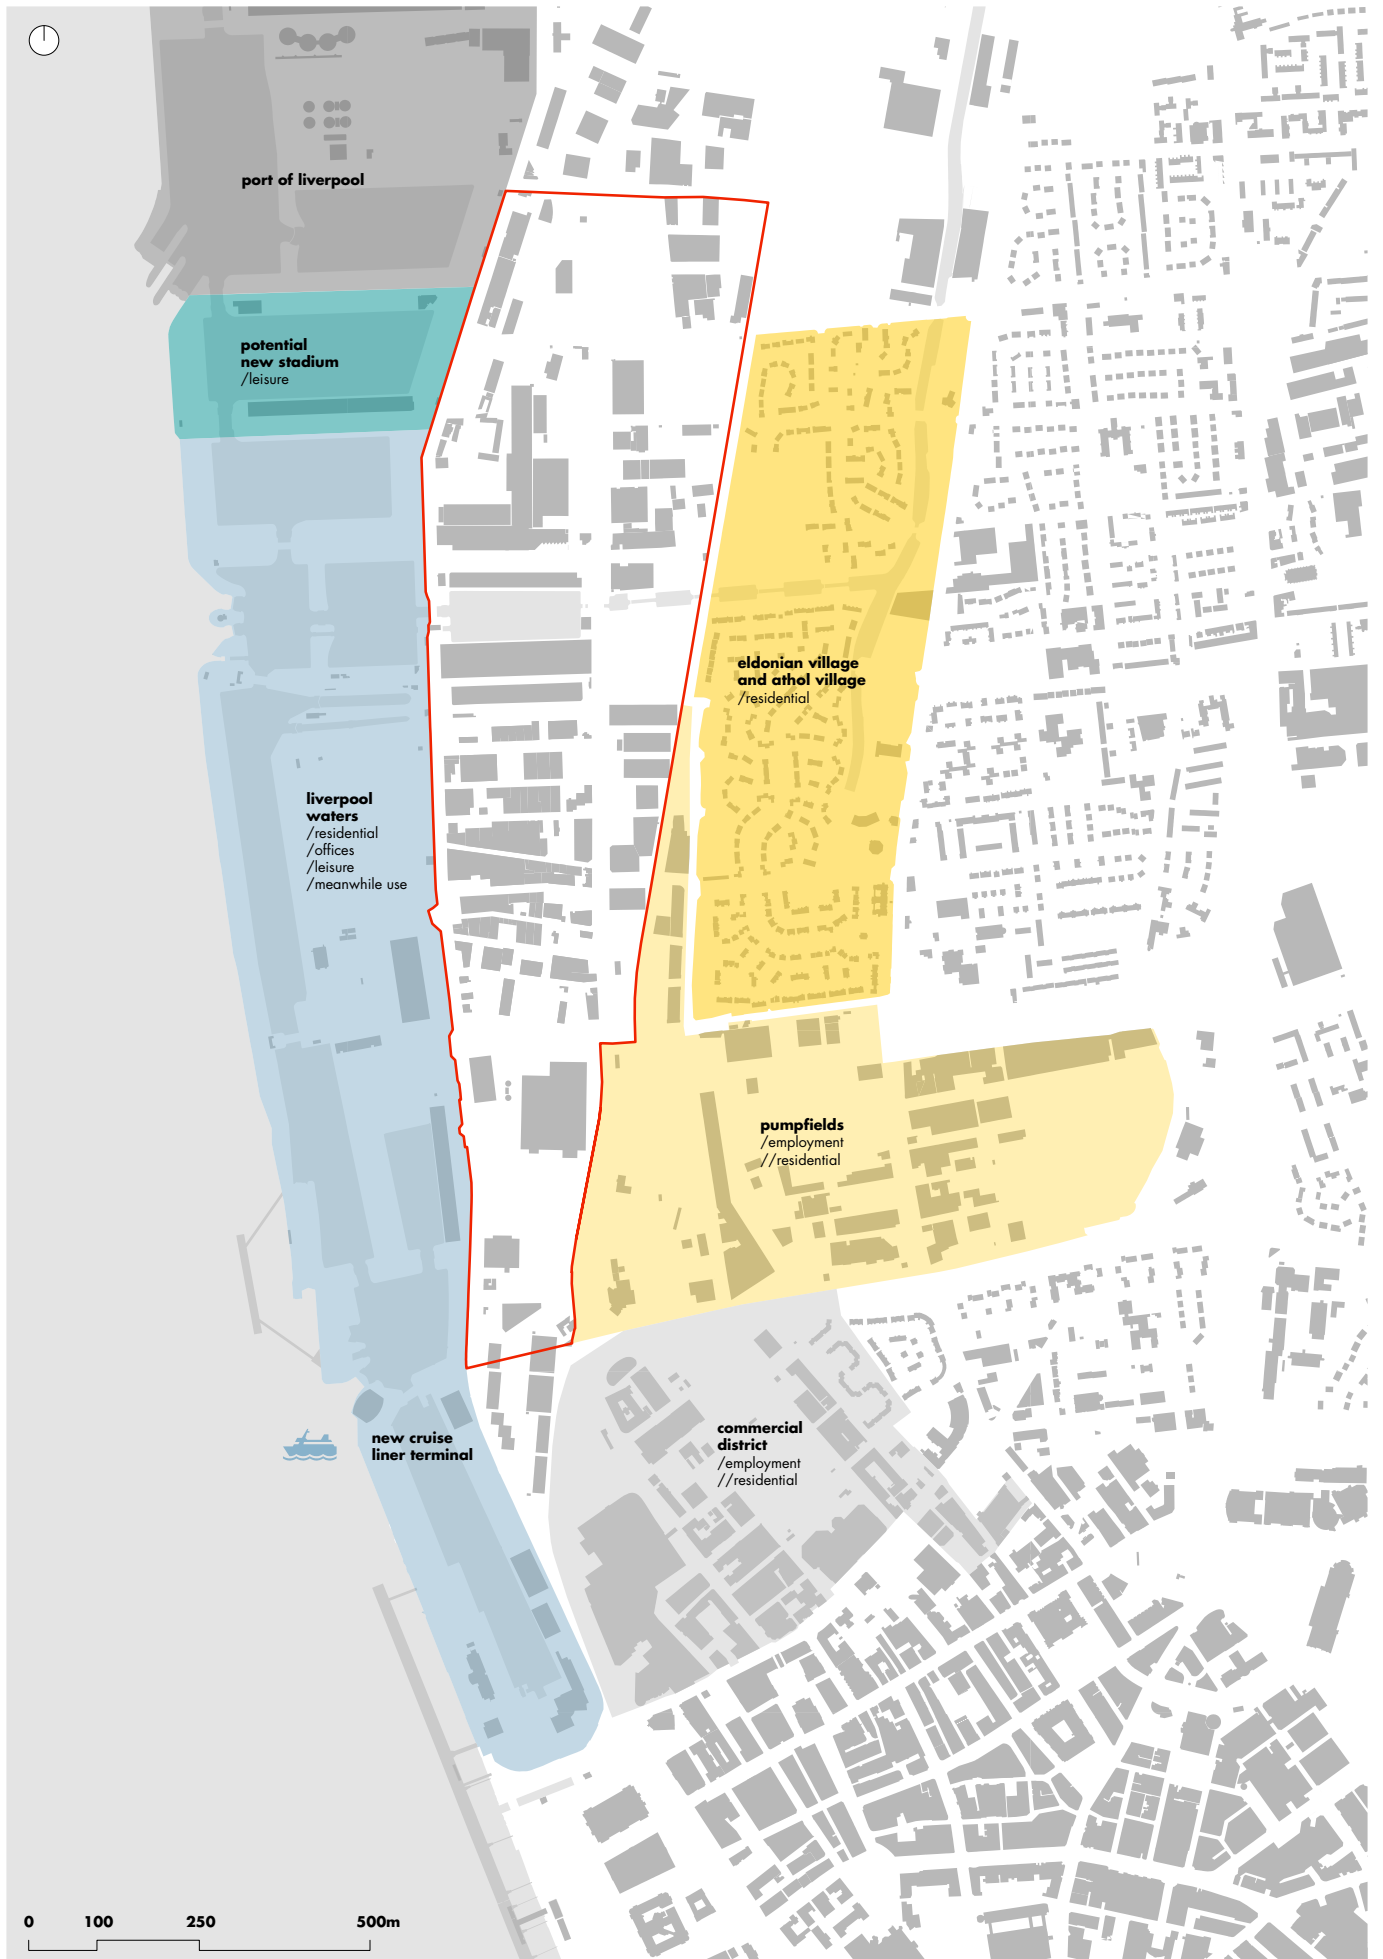 port of liverpool
potential
new stadium
/leisure
eldonian village
and athol village
/residential
liverpool
waters
/residential
/offices
/leisure
/meanwhile use
pumpfields
/employment
//residential
commercial
district
/employment
//residential
new cruise
liner terminal
0 100 250 500m